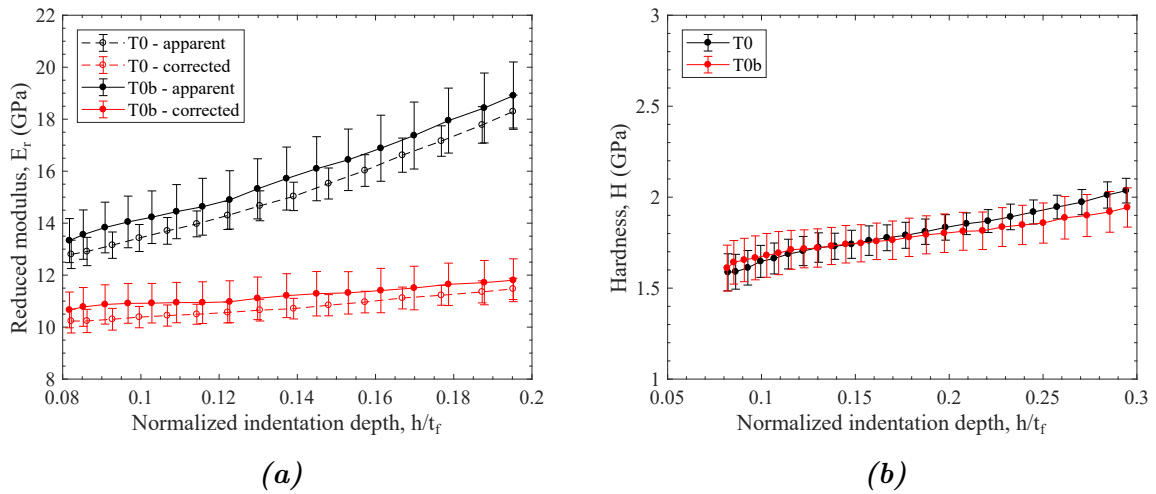 T0 - apparent
T0 - corrected
T0b - apparent
T0b - corrected
Reduced modulus, E_r (GPa)
22
20
18
16
14
12
10
8
0.08 0.1 0.12 0.14 0.16 0.18 0.2
Normalized indentation depth, h/t_f
(a)
T0
T0b
Hardness, H (GPa)
3
2.5
2
1.5
1
0.05 0.1 0.15 0.2 0.25 0.3
Normalized indentation depth, h/t_f
(b)